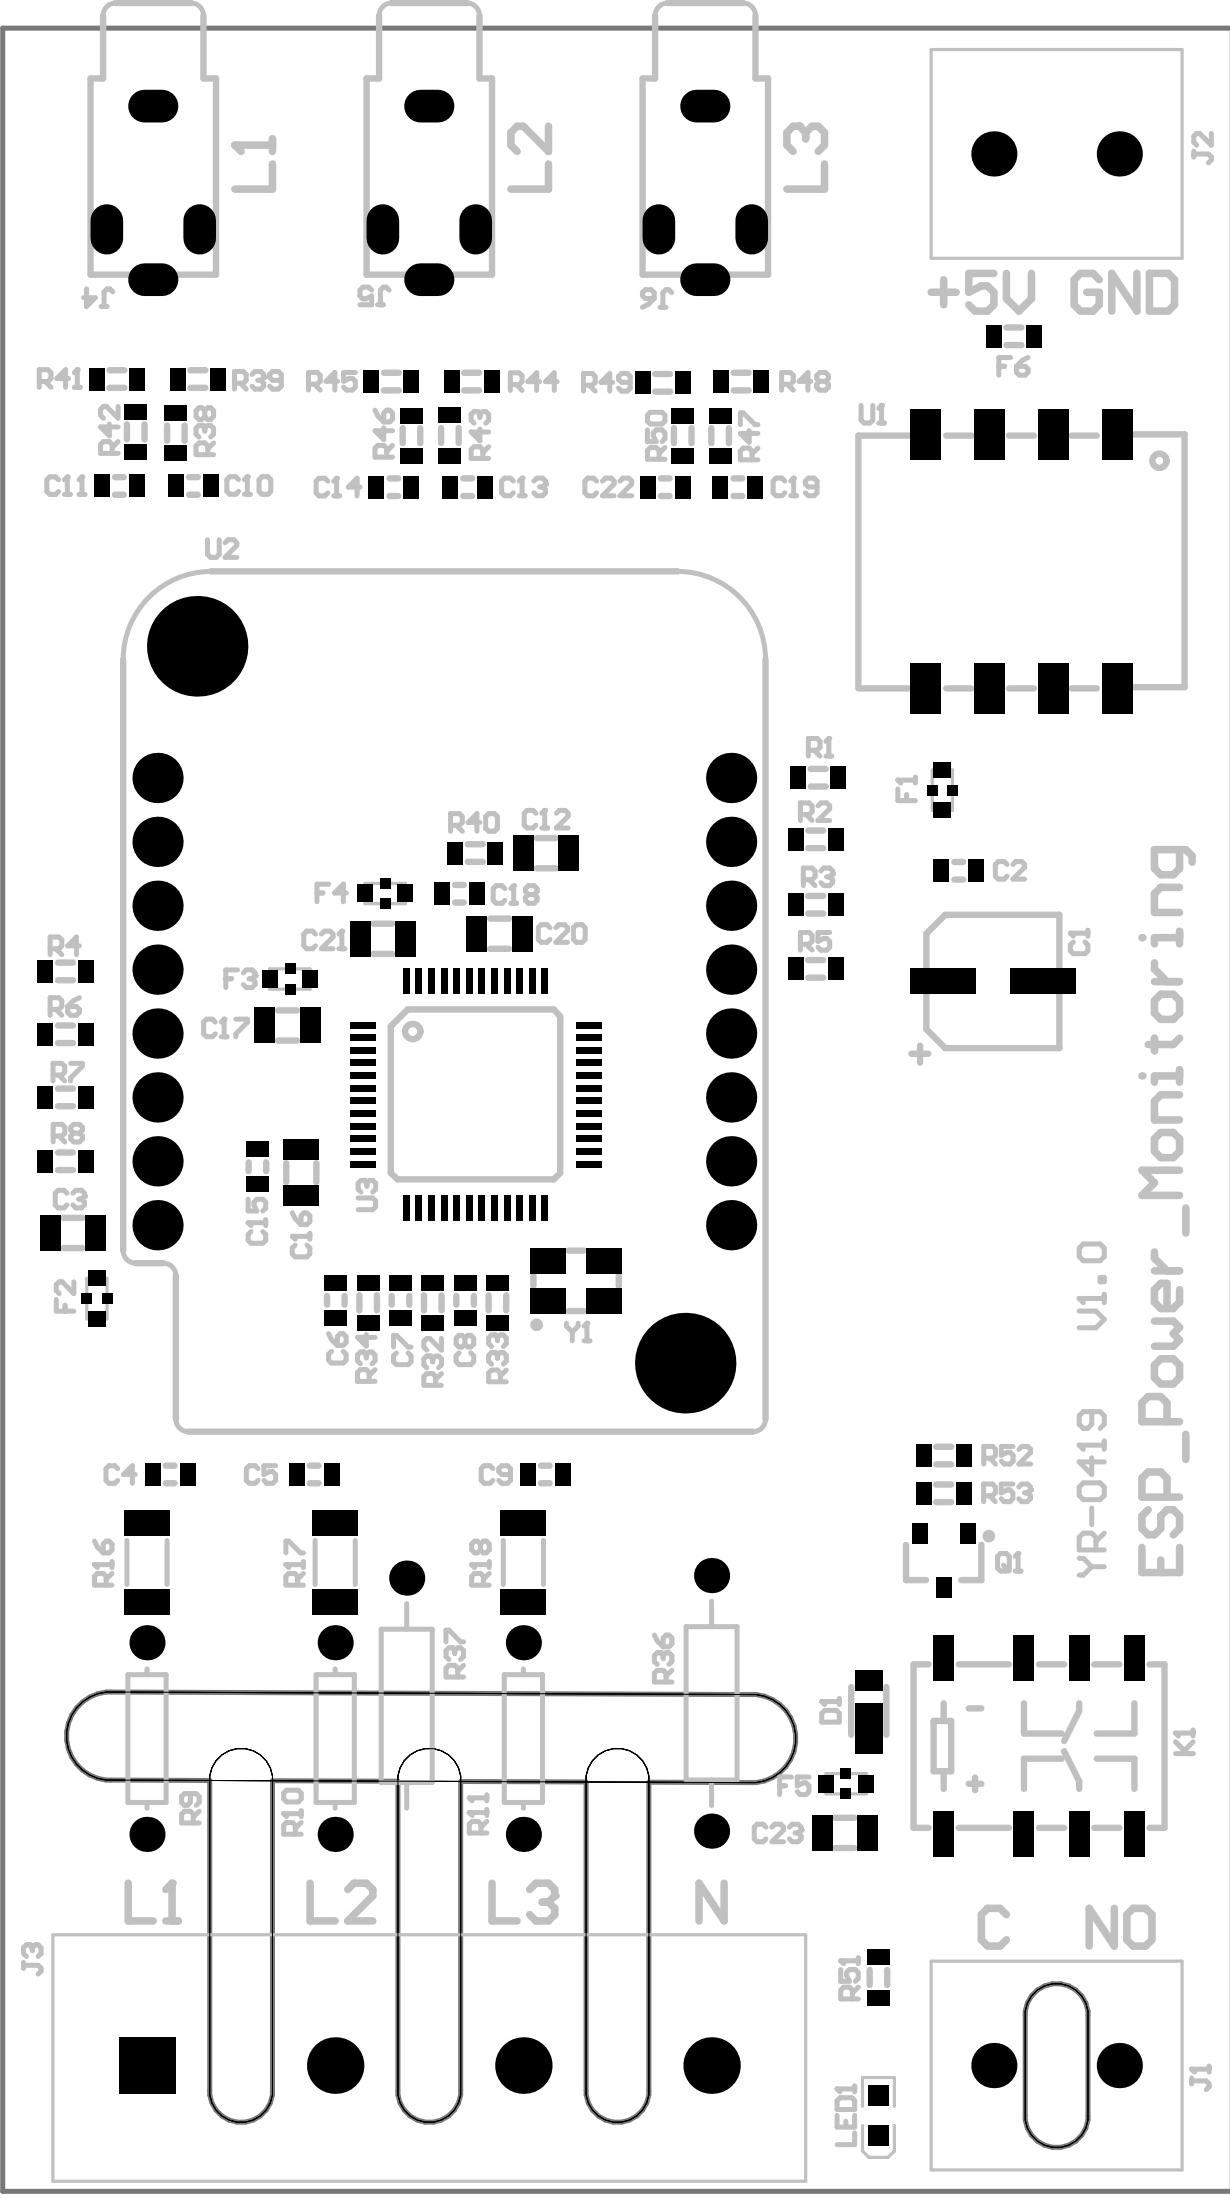 L1
L2
L3
J2
J4
J5
J6
+5V GND
F6
R41
R39
R45
R44
R49
R48
R42
R38
R46
R43
R50
R47
U1
C11
C10
C14
C13
C22
C19
U2
R1
F1
R2
R40
C12
R3
C2
F4
C18
C21
C20
R5
C1
R4
F3
R6
C17
+
R7
R8
C3
U3
C15
C16
F2
C6
R34
C7
R32
C8
R33
Y1
V1.0
YR-0419
ESP_Power_Monitoring
C4
C5
C9
R52
R53
R16
R17
R18
Q1
R37
R36
D1
-
K1
F5
+
R9
R10
R11
C23
L1
L2
L3
N
C
NO
J3
R51
LED1
J1